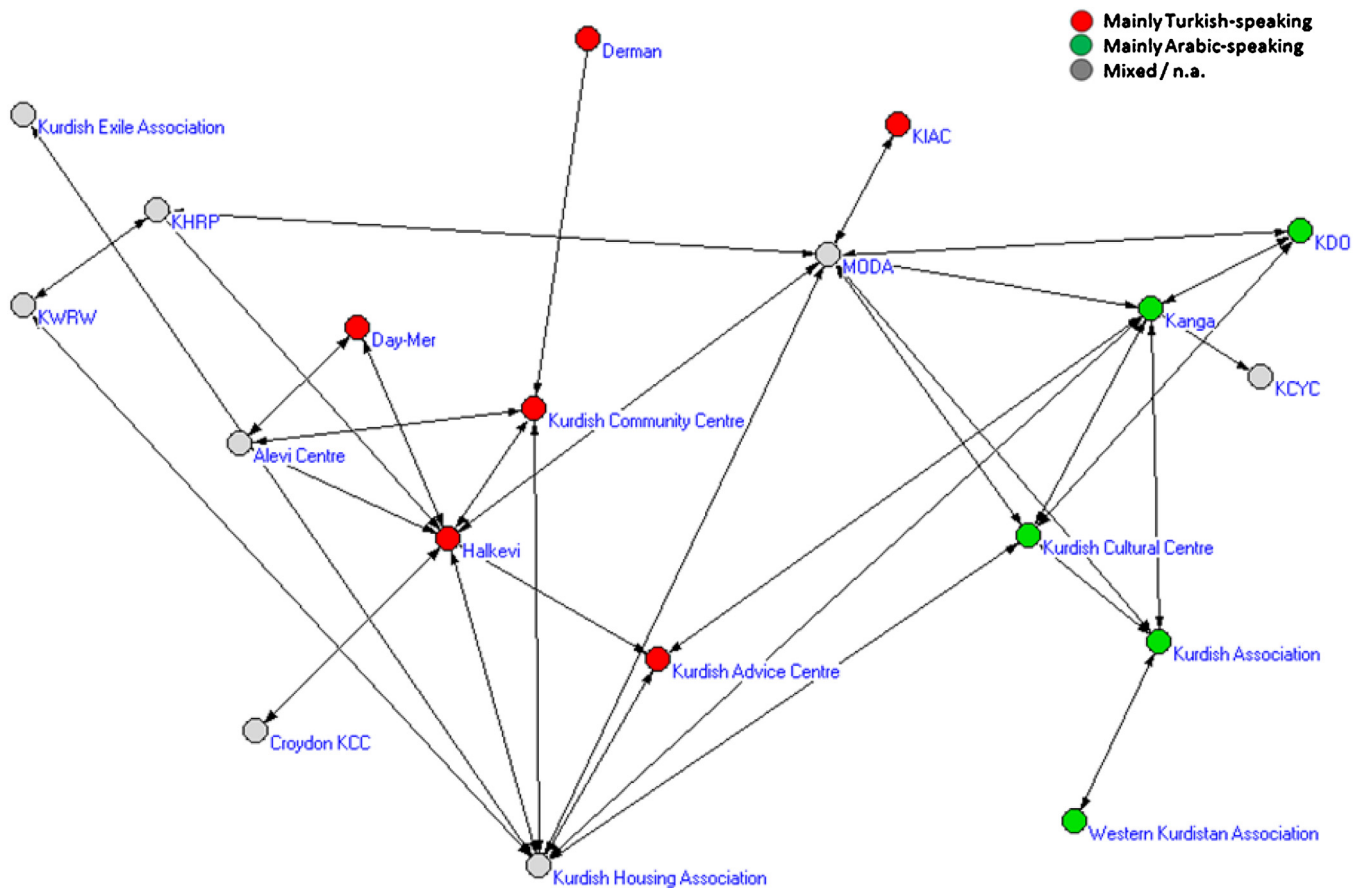 Mainly Turkish-speaking
Mainly Arabic-speaking
Mixed / n.a.
Derman
Kurdish Exile Association
KIAC
KHRP
KDO
MODA
KWRW
Kanga
Day-Mer
KCYC
Kurdish Community Centre
Alevi Centre
Halkevi
Kurdish Cultural Centre
Kurdish Association
Kurdish Advice Centre
Croydon KCC
Western Kurdistan Association
Kurdish Housing Association